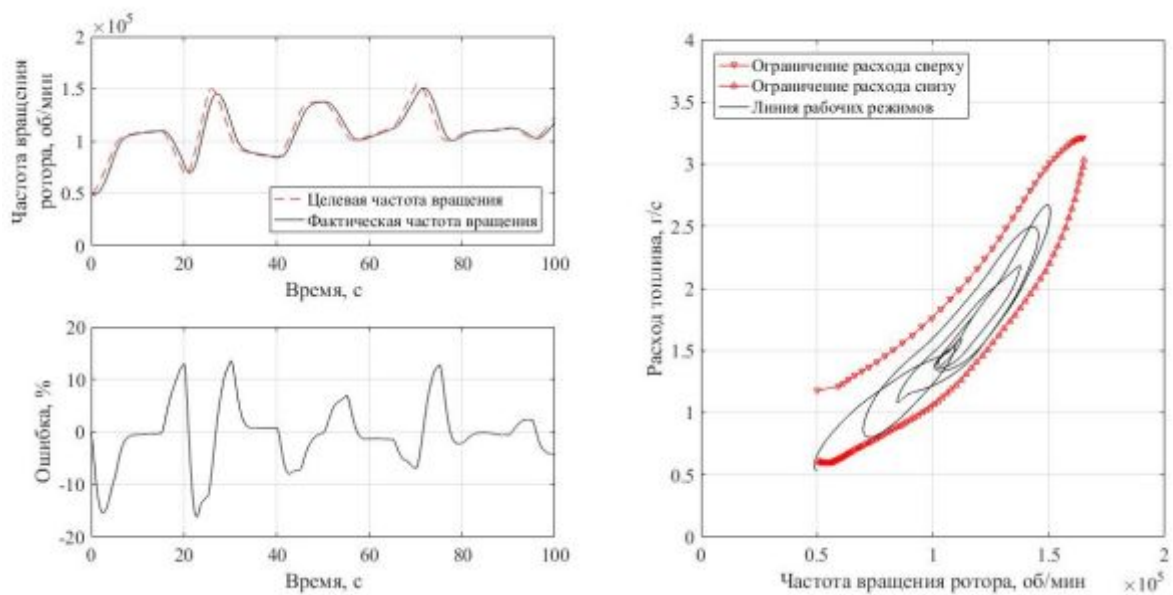 ×10⁵
2
1.5
1
0.5
0
Частота вращения
ротора, об/мин
Целевая частота вращения
Фактическая частота вращения
0 20 40 60 80 100
Время, с
20
10
0
-10
-20
Ошибка, %
0 20 40 60 80 100
Время, с
4
3.5
3
2.5
2
1.5
1
0.5
0
Расход топлива, г/с
Ограничение расхода сверху
Ограничение расхода снизу
Линия рабочих режимов
0 0.5 1 1.5 2
Частота вращения ротора, об/мин ×10⁵